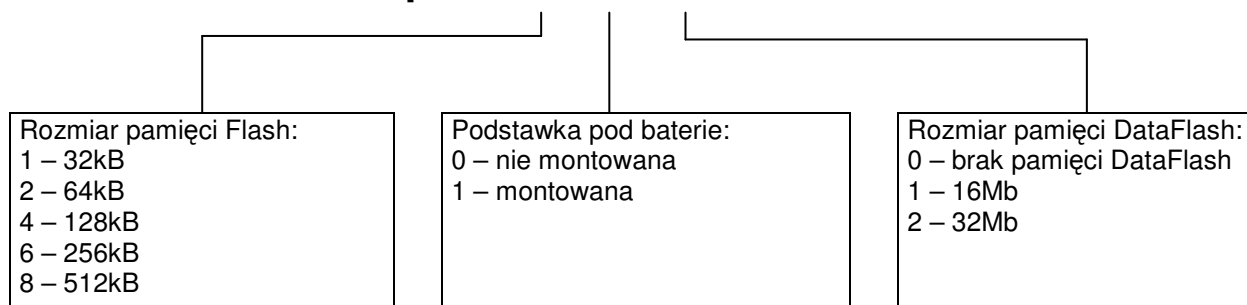 Rozmiar pamięci Flash:
1 – 32kB
2 – 64kB
4 – 128kB
6 – 256kB
8 – 512kB
Podstawka pod baterie:
0 – nie montowana
1 – montowana
Rozmiar pamięci DataFlash:
0 – brak pamięci DataFlash
1 – 16Mb
2 – 32Mb